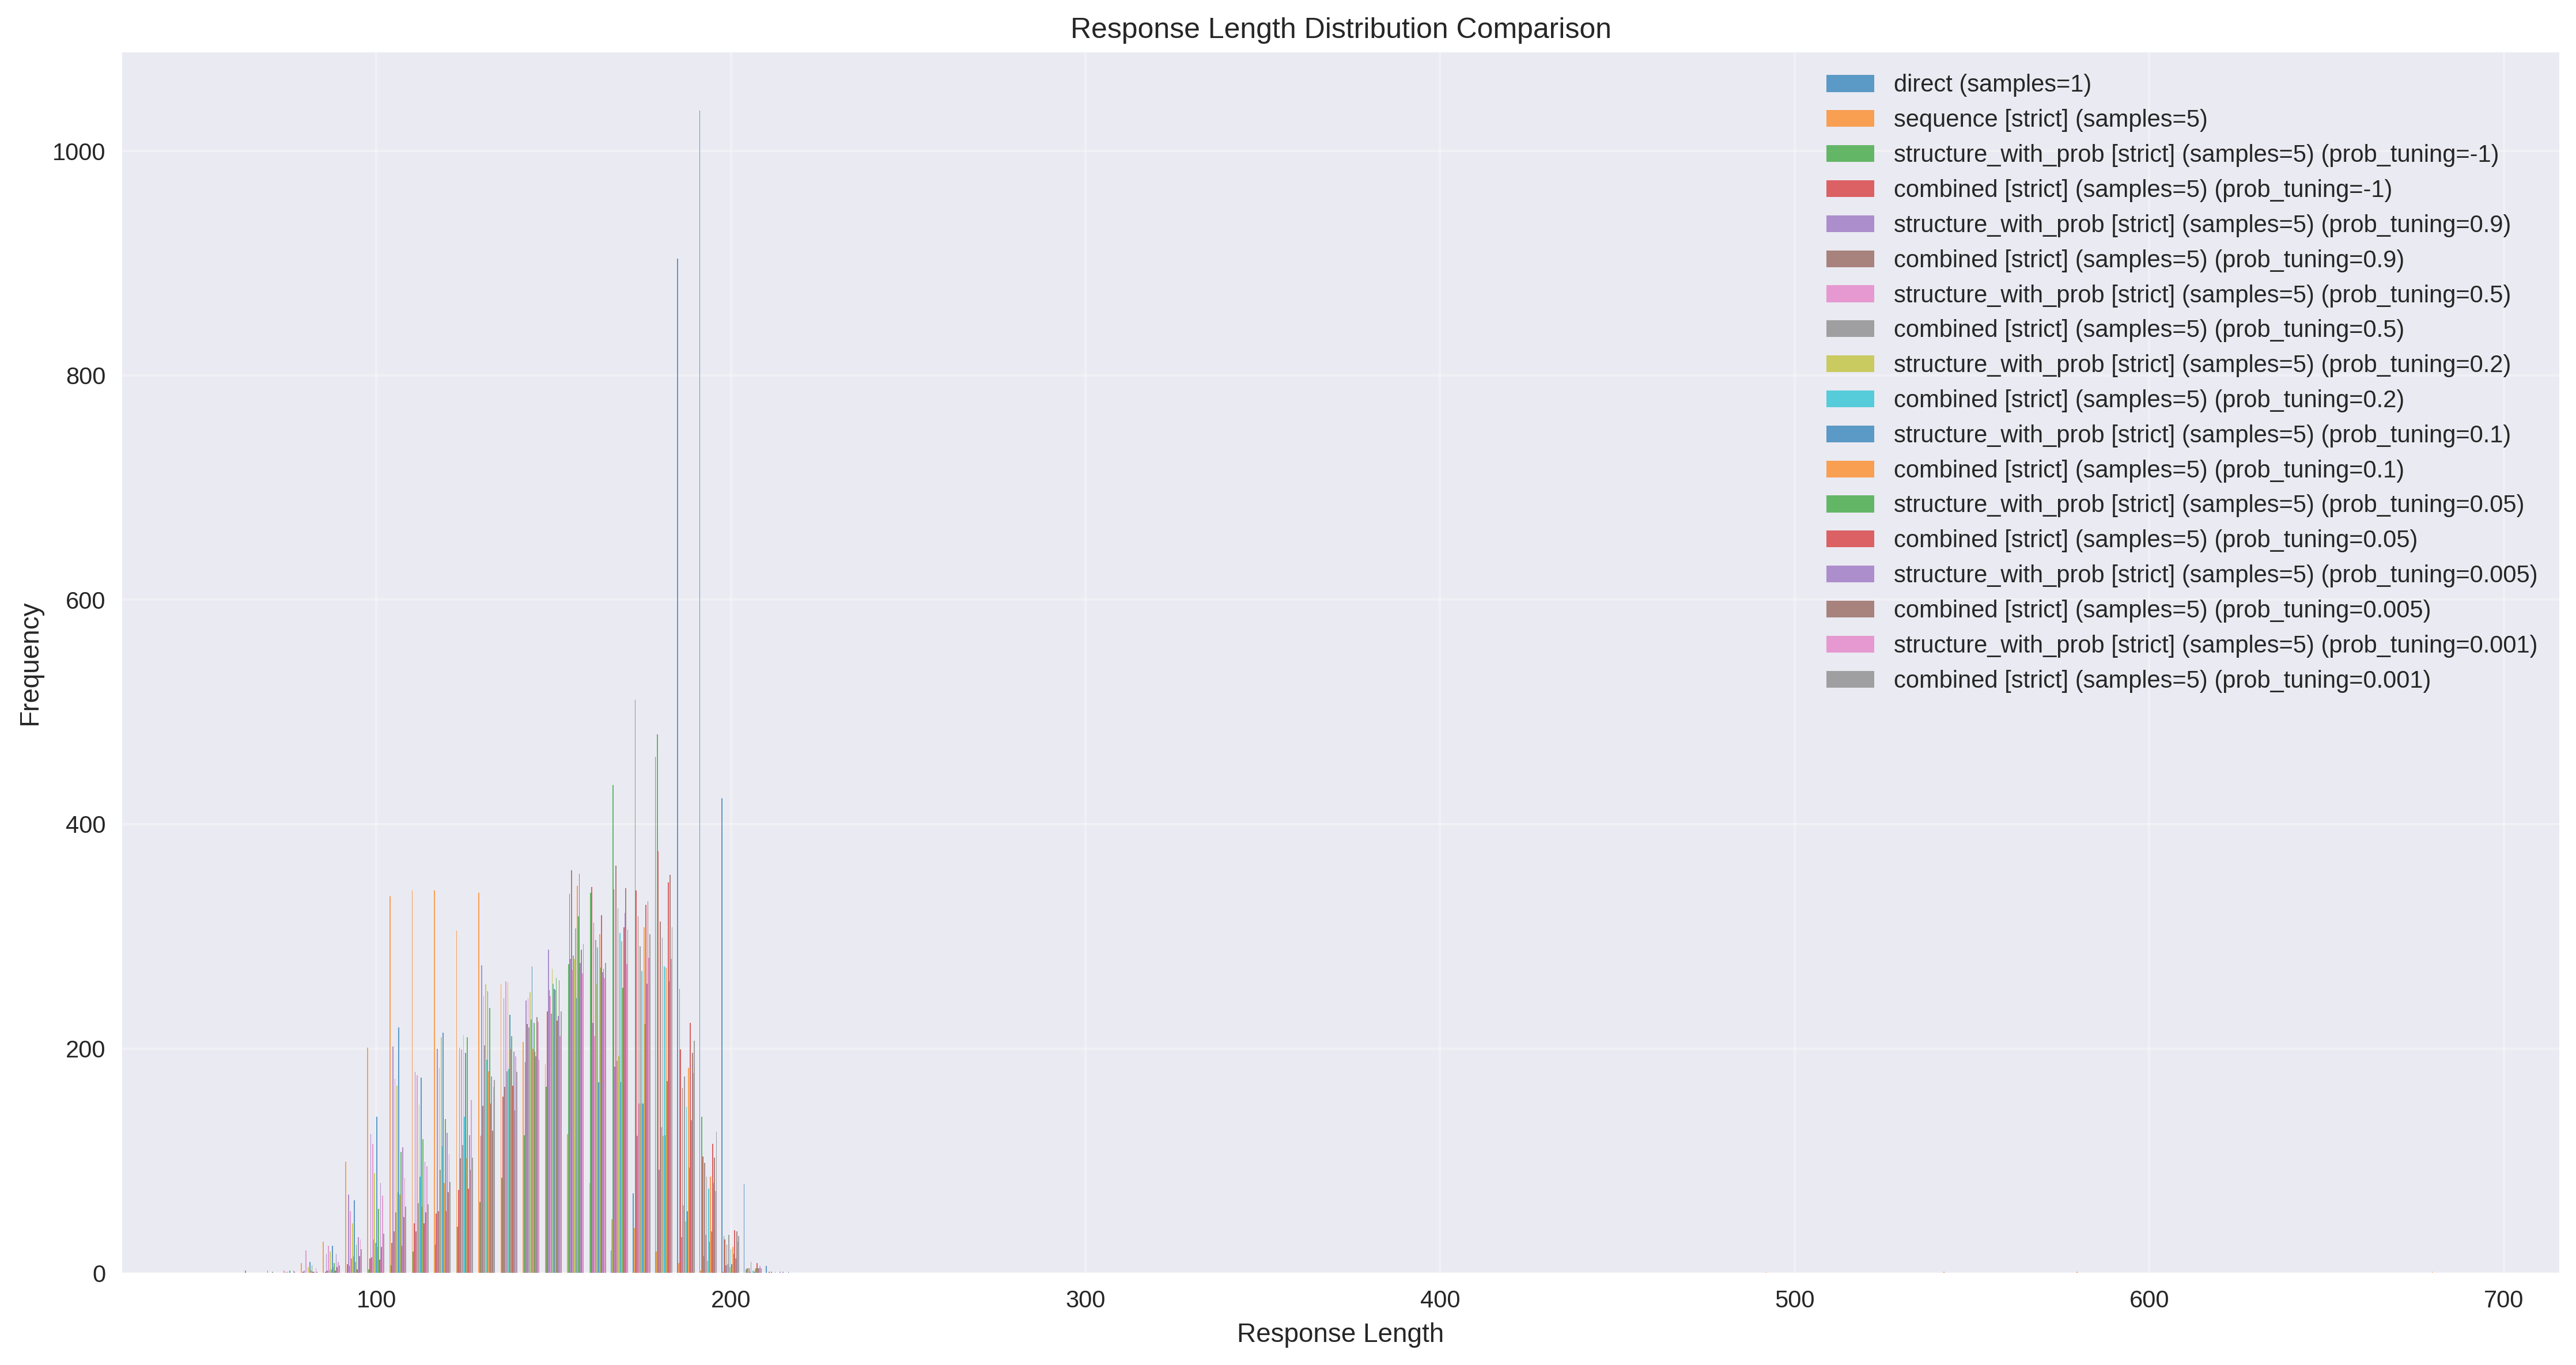 Response Length Distribution Comparison
direct (samples=1)
sequence [strict] (samples=5)
structure_with_prob [strict] (samples=5) (prob_tuning=-1)
combined [strict] (samples=5) (prob_tuning=-1)
structure_with_prob [strict] (samples=5) (prob_tuning=0.9)
combined [strict] (samples=5) (prob_tuning=0.9)
structure_with_prob [strict] (samples=5) (prob_tuning=0.5)
combined [strict] (samples=5) (prob_tuning=0.5)
structure_with_prob [strict] (samples=5) (prob_tuning=0.2)
combined [strict] (samples=5) (prob_tuning=0.2)
structure_with_prob [strict] (samples=5) (prob_tuning=0.1)
combined [strict] (samples=5) (prob_tuning=0.1)
structure_with_prob [strict] (samples=5) (prob_tuning=0.05)
combined [strict] (samples=5) (prob_tuning=0.05)
structure_with_prob [strict] (samples=5) (prob_tuning=0.005)
combined [strict] (samples=5) (prob_tuning=0.005)
structure_with_prob [strict] (samples=5) (prob_tuning=0.001)
combined [strict] (samples=5) (prob_tuning=0.001)
Frequency
1000
800
600
400
200
0
100 200 300 400 500 600 700
Response Length